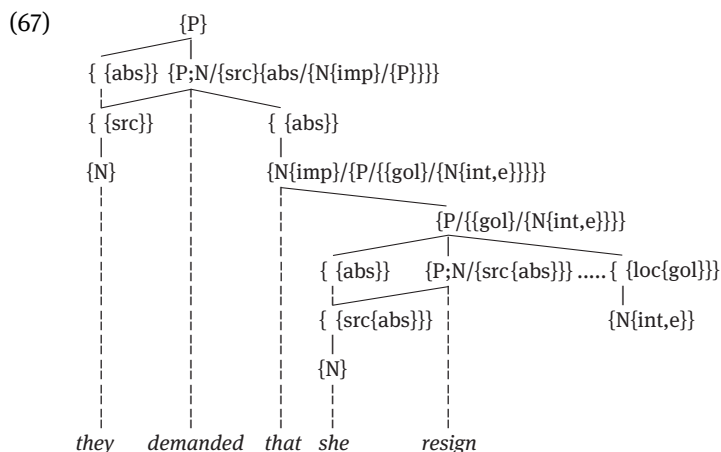 (67)
{P}
{ {abs}} {P;N/{src}{abs/{N{imp}/{P}}}}
{ {src}} { {abs}}
{N} {N{imp}/{P/{{gol}/{N{int,e}}}}}
{P/{{gol}/{N{int,e}}}}
{ {abs}} {P;N/{src{abs}}} ..... { {loc{gol}}}
{ {src{abs}}} {N{int,e}}
{N}
they demanded that she resign